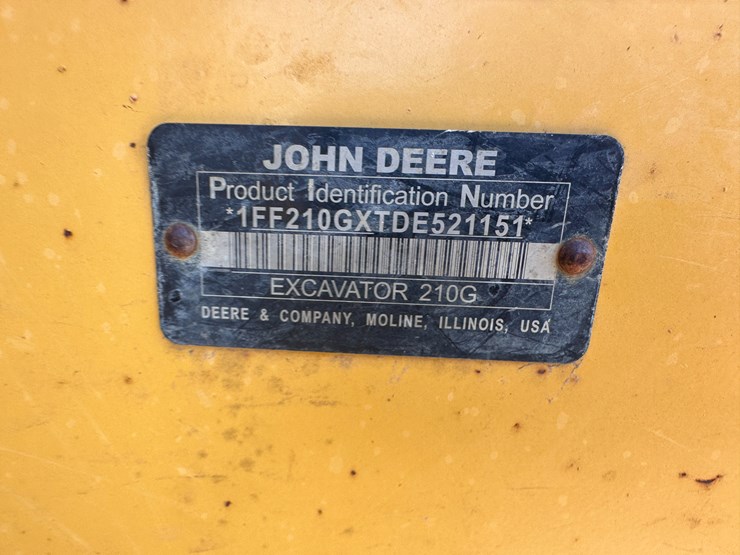 JOHN DEERE
Product Identification Number
*1FF210GXTDE521151*
EXCAVATOR 210G
DEERE & COMPANY, MOLINE, ILLINOIS, USA